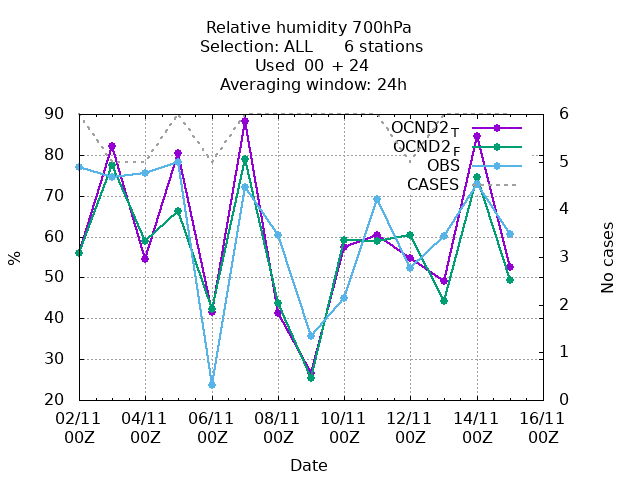 Relative humidity 700hPa
Selection: ALL 6 stations
Used 00 + 24
Averaging window: 24h
90 6
OCND2 T
OCND2 F
80 5
OBS
CASES
70 4
60 3
50 2
40
30 1
20 0
% No cases
02/11 04/11 06/11 08/11 10/11 12/11 14/11 16/11
00Z 00Z 00Z 00Z 00Z 00Z 00Z 00Z
Date